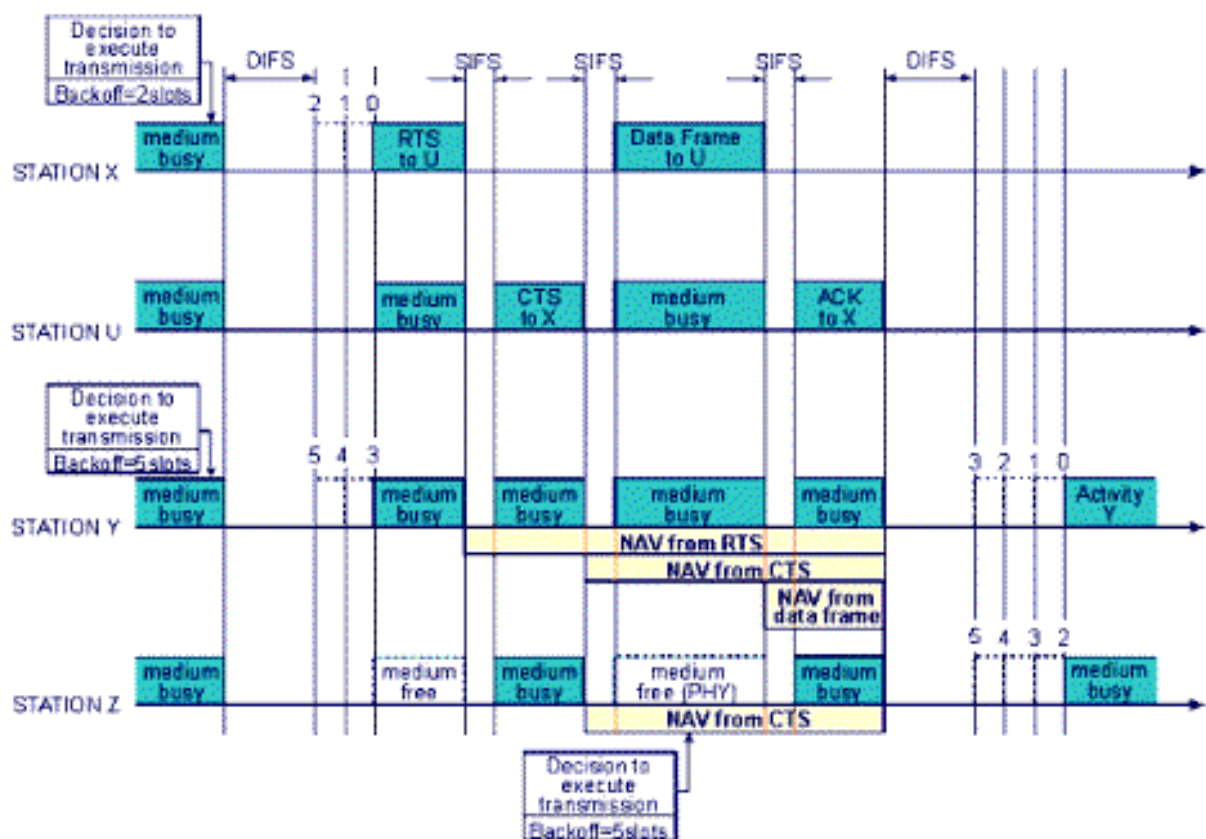 Decision to
execute
transmission
Backoff=2slots
DIFS
SIFS
SIFS
SIFS
DIFS
2 1 0
medium
busy
RTS
to U
Data Frame
to U
STATION X
medium
busy
medium
busy
CTS
to X
medium
busy
ACK
to X
STATION U
Decision to
execute
transmission
Backoff=5slots
5 4 3
3 2 1 0
medium
busy
medium
busy
medium
busy
medium
busy
medium
busy
Activity
Y
STATION Y
NAV from RTS
NAV from CTS
NAV from
data frame
5 4 3 2
medium
busy
medium
free
medium
busy
medium
free (PHY)
medium
busy
medium
busy
STATION Z
NAV from CTS
Decision to
execute
transmission
Backoff=5slots